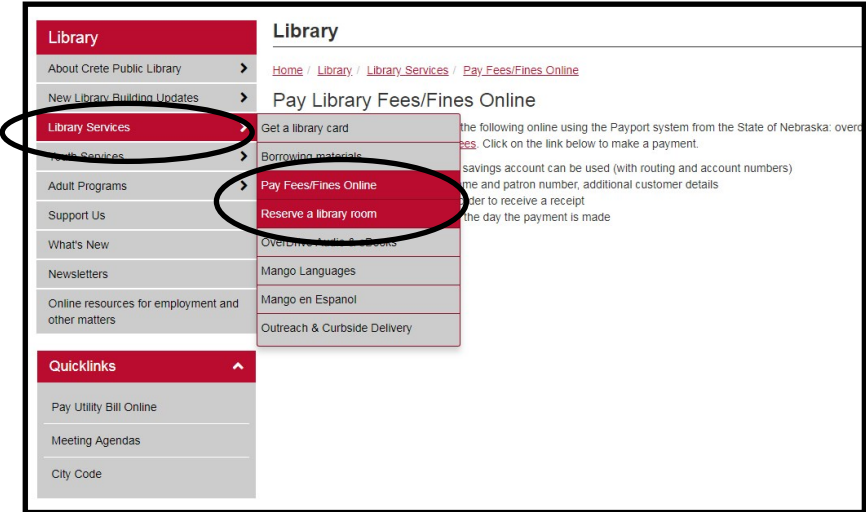 Library
About Crete Public Library
New Library Building Updates
Library Services
Youth Services
Adult Programs
Support Us
What's New
Newsletters
Online resources for employment and
other matters
Quicklinks
Pay Utility Bill Online
Meeting Agendas
City Code
Get a library card
Borrowing materials
Pay Fees/Fines Online
Reserve a library room
OverDrive Audio & eBooks
Mango Languages
Mango en Espanol
Outreach & Curbside Delivery
Library
Home / Library / Library Services / Pay Fees/Fines Online
Pay Library Fees/Fines Online
the following online using the Payport system from the State of Nebraska:
. Click on the link below to make a payment.
savings account can be used (with routing and account numbers)
and patron number, additional customer details
to receive a receipt
the day the payment is made